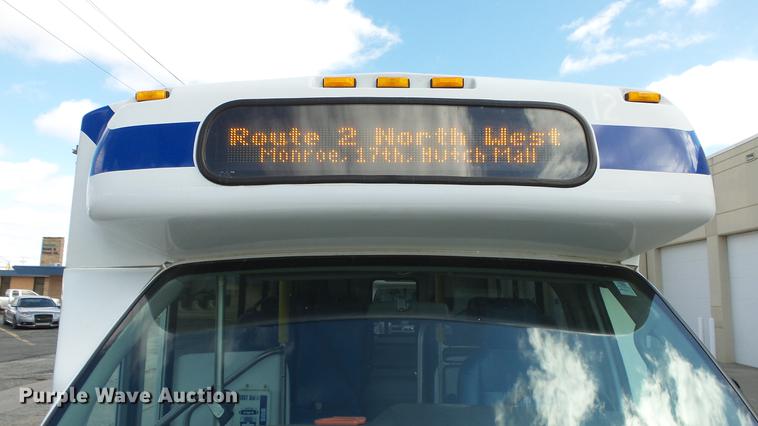 Route 2 North West
Monroe, 17th, Hutch Mall
Purple Wave Auction